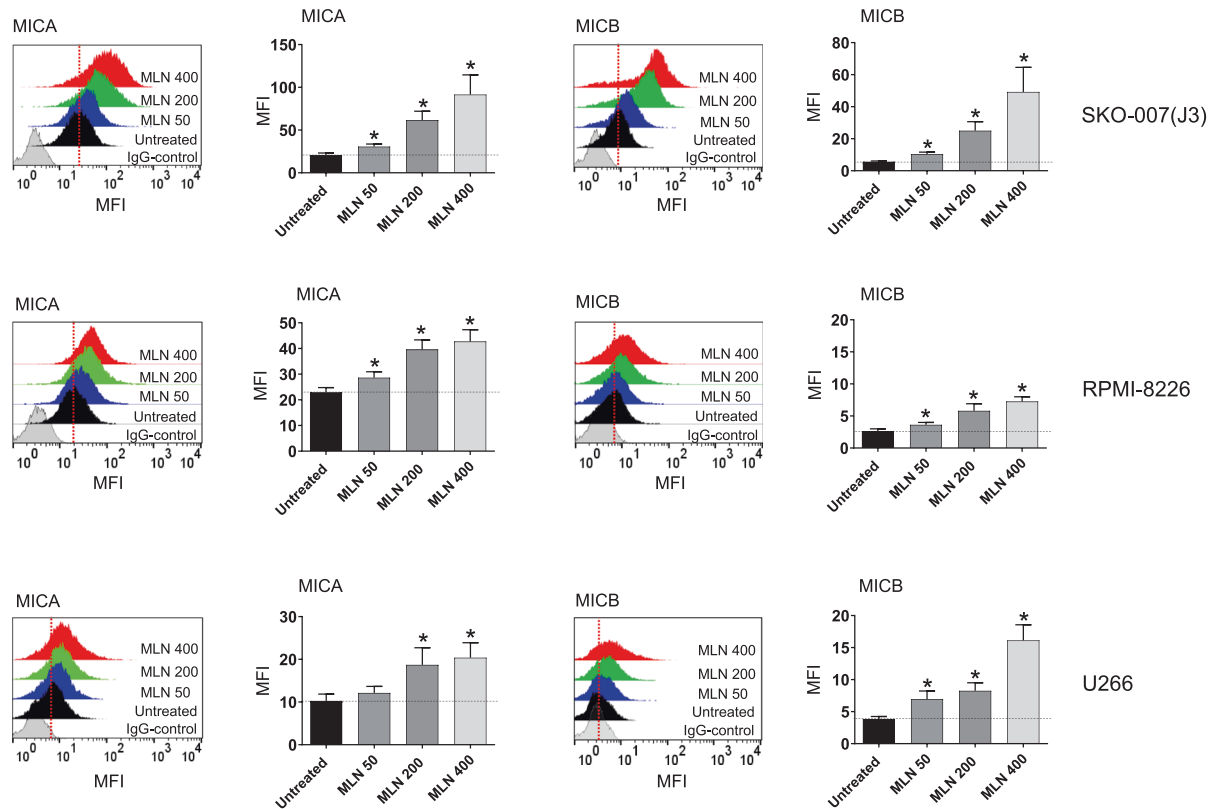 MICA
MLN 400
MLN 200
MLN 50
Untreated
IgG-control
10^0 10^1 10^2 10^3 10^4
MFI
MICA
MFI
150
100
50
0
Untreated
MLN 50
MLN 200
MLN 400
* * *
MICB
MLN 400
MLN 200
MLN 50
Untreated
IgG-control
10^0 10^1 10^2 10^3 10^4
MFI
MICB
MFI
80
60
40
20
0
Untreated
MLN 50
MLN 200
MLN 400
* * *
SKO-007(J3)
MICA
MLN 400
MLN 200
MLN 50
Untreated
IgG-control
10^0 10^1 10^2 10^3 10^4
MFI
MICA
MFI
50
40
30
20
10
0
Untreated
MLN 50
MLN 200
MLN 400
* * *
MICB
MLN 400
MLN 200
MLN 50
Untreated
IgG-control
10^0 10^1 10^2 10^3 10^4
MFI
MICB
MFI
20
15
10
5
0
Untreated
MLN 50
MLN 200
MLN 400
* * *
RPMI-8226
MICA
MLN 400
MLN 200
MLN 50
Untreated
IgG-control
10^0 10^1 10^2 10^3 10^4
MFI
MICA
MFI
30
20
10
0
Untreated
MLN 50
MLN 200
MLN 400
* *
MICB
MLN 400
MLN 200
MLN 50
Untreated
IgG-control
10^0 10^1 10^2 10^3 10^4
MFI
MICB
MFI
20
15
10
5
0
Untreated
MLN 50
MLN 200
MLN 400
* * *
U266